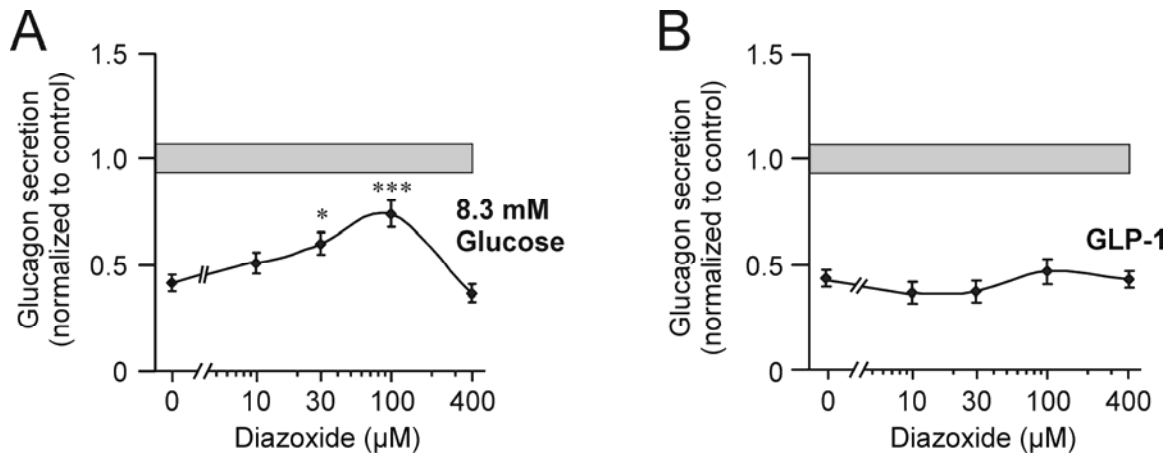 A
Glucagon secretion
(normalized to control)
1.5
1.0
0.5
0
*
***
8.3 mM
Glucose
0 10 30 100 400
Diazoxide (μM)
B
Glucagon secretion
(normalized to control)
1.5
1.0
0.5
0
GLP-1
0 10 30 100 400
Diazoxide (μM)